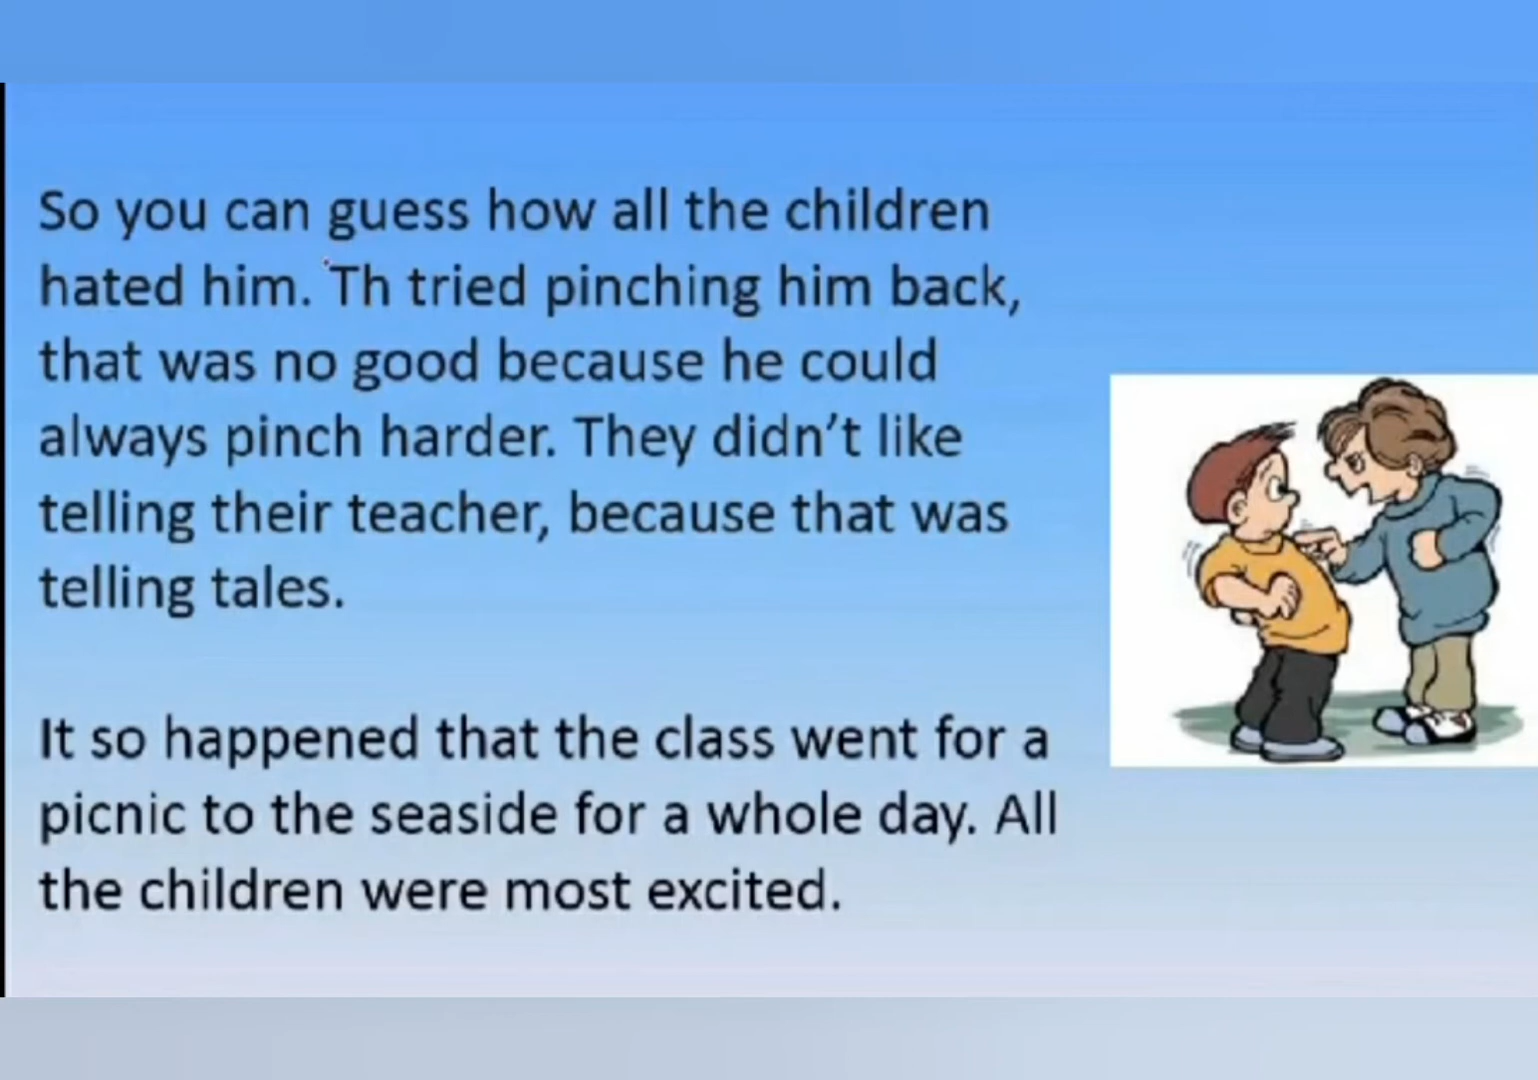 So you can guess how all the children
hated him. Th tried pinching him back,
that was no good because he could
always pinch harder. They didn’t like
telling their teacher, because that was
telling tales.
It so happened that the class went for a
picnic to the seaside for a whole day. All
the children were most excited.